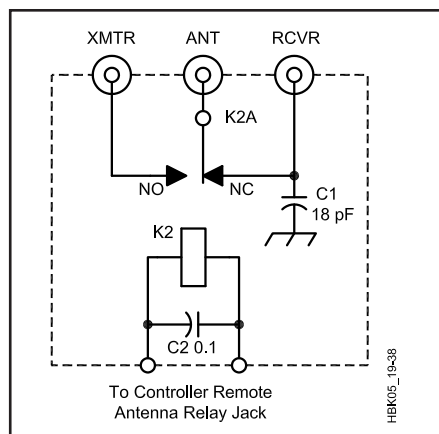 XMTR ANT RCVR
K2A
NO NC
C1
18 pF
K2
C2 0.1
To Controller Remote
Antenna Relay Jack
HBK05_19-38